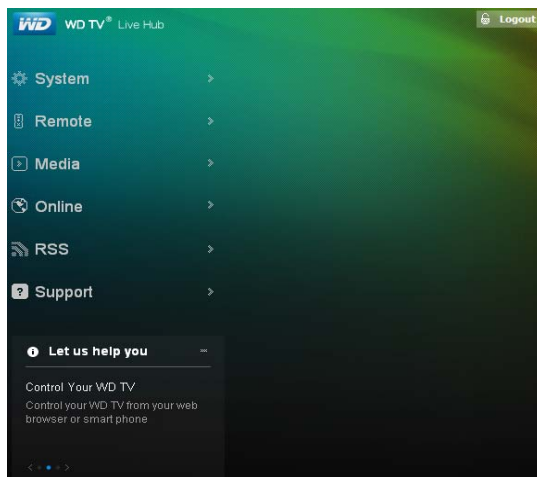 WD WD TV® Live Hub
Logout
System
Remote
Media
Online
RSS
Support
Let us help you
Control Your WD TV
Control your WD TV from your web
browser or smart phone